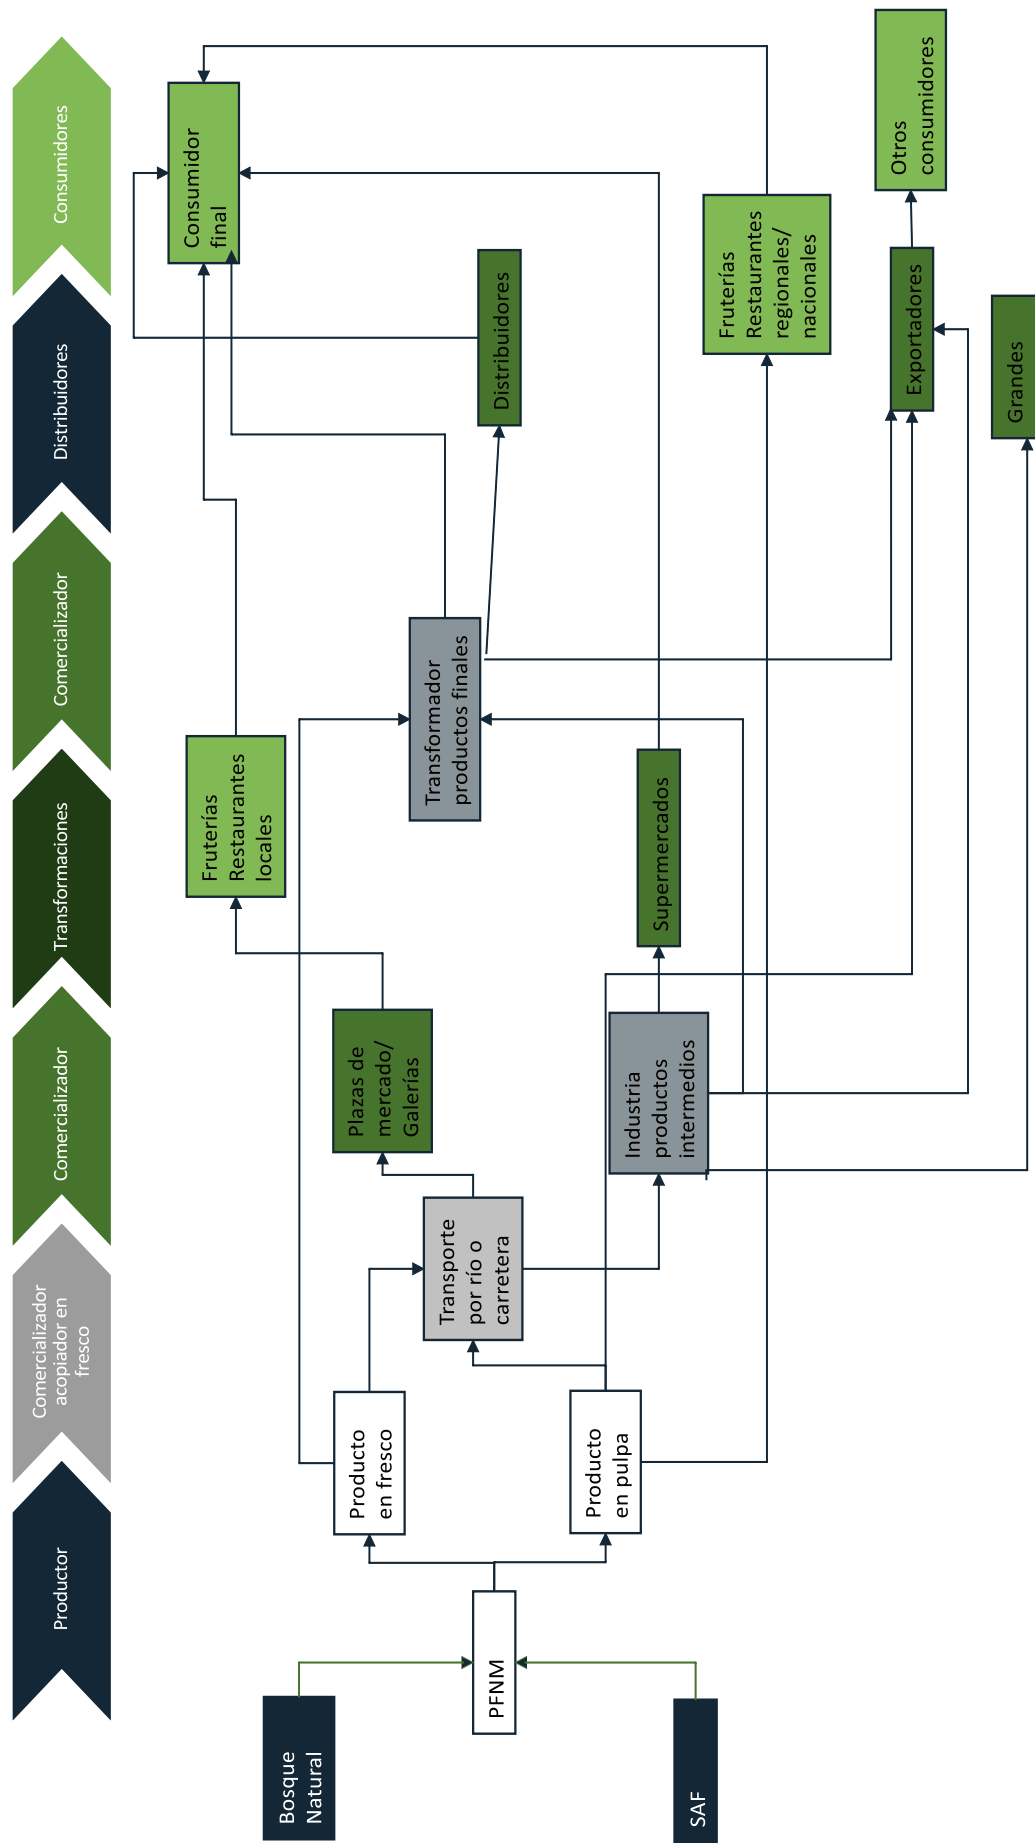 Productor
Comercializador
acopiador en
fresco
Comercializador
Transformaciones
Comercializador
Distribuidores
Consumidores
Bosque
Natural
SAF
PFNM
Producto
en fresco
Producto
en pulpa
Transporte
por río o
carretera
Plazas de
mercado/
Galerías
Industria
productos
intermedios
Fruterías
Restaurantes
locales
Supermercados
Transformador
productos finales
Distribuidores
Fruterías
Restaurantes
regionales/
nacionales
Exportadores
Grandes
Consumidor
final
Otros
consumidores